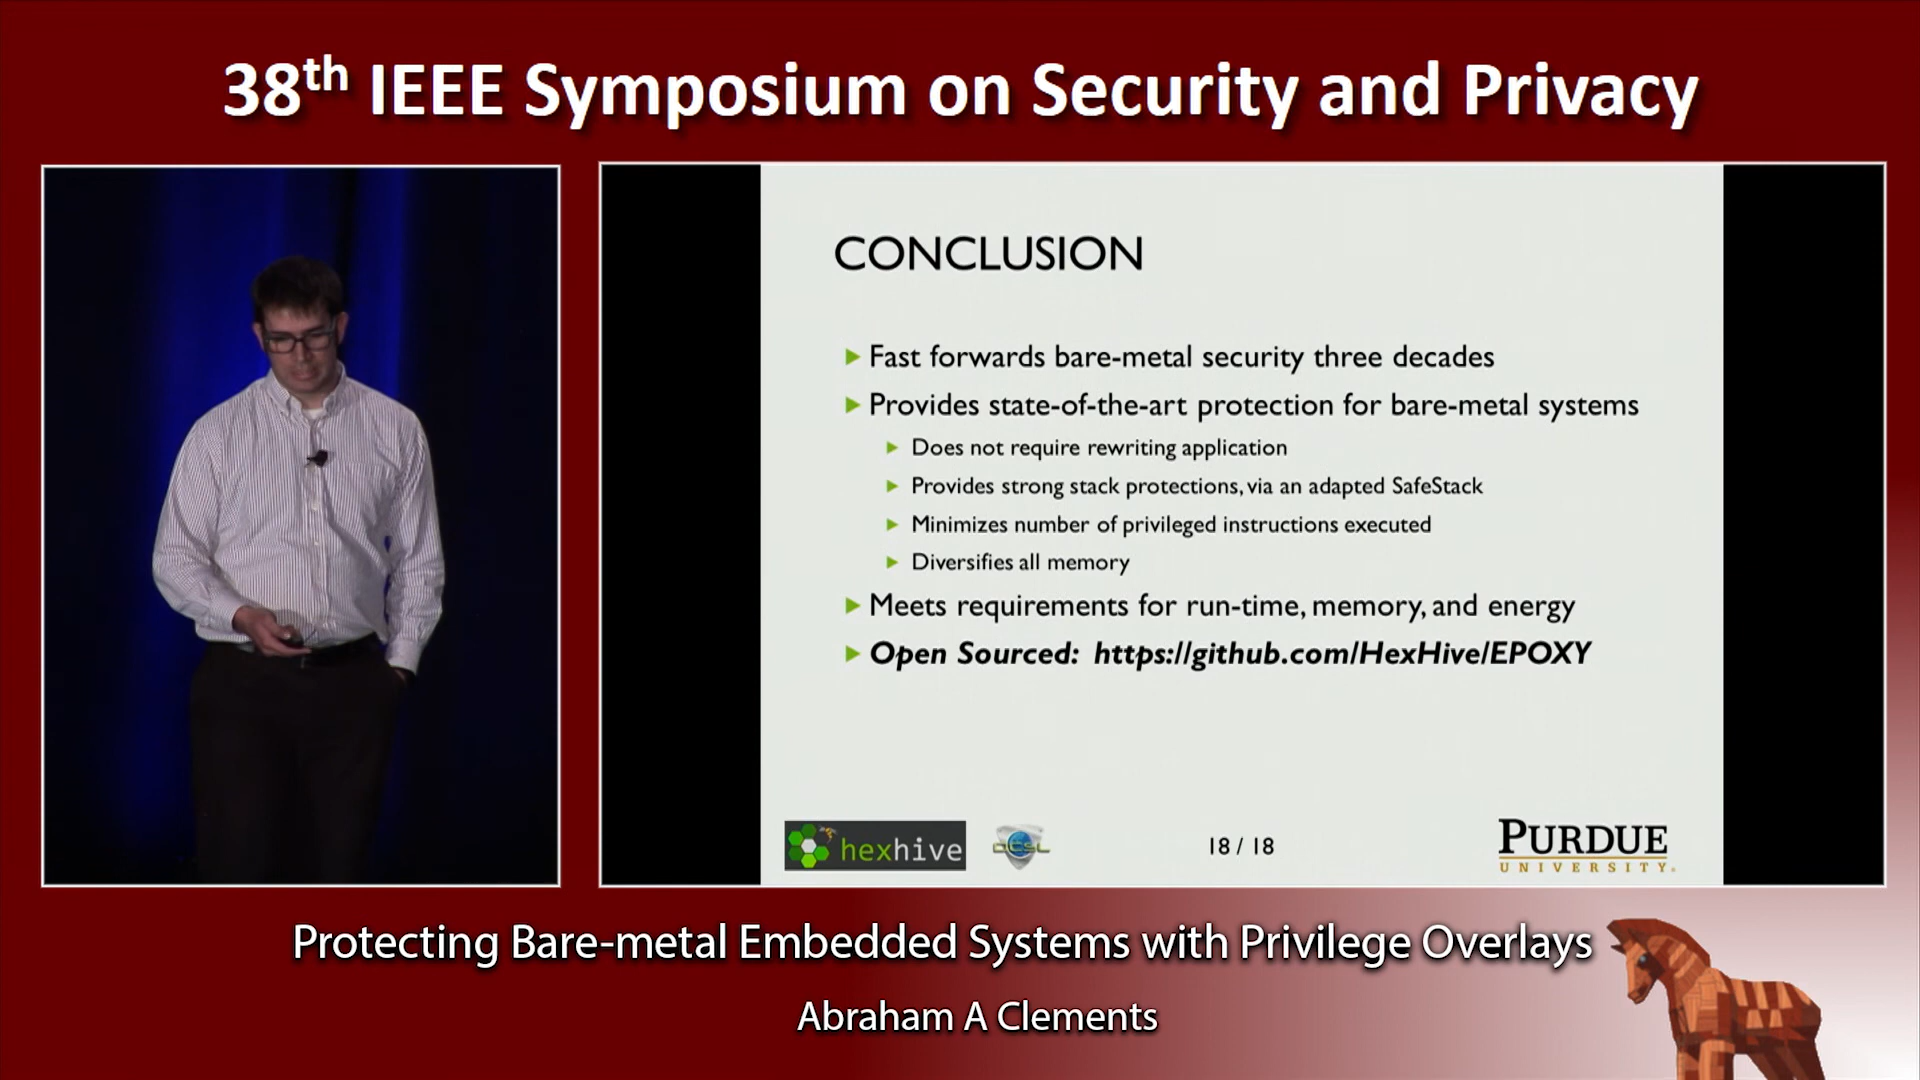 38th IEEE Symposium on Security and Privacy
CONCLUSION
Fast forwards bare-metal security three decades
Provides state-of-the-art protection for bare-metal systems
Does not require rewriting application
Provides strong stack protections, via an adapted SafeStack
Minimizes number of privileged instructions executed
Diversifies all memory
Meets requirements for run-time, memory, and energy
Open Sourced: https://github.com/HexHive/EPOXY
hexhive
DCSL
18 / 18
PURDUE
UNIVERSITY.
Protecting Bare-metal Embedded Systems with Privilege Overlays
Abraham A Clements